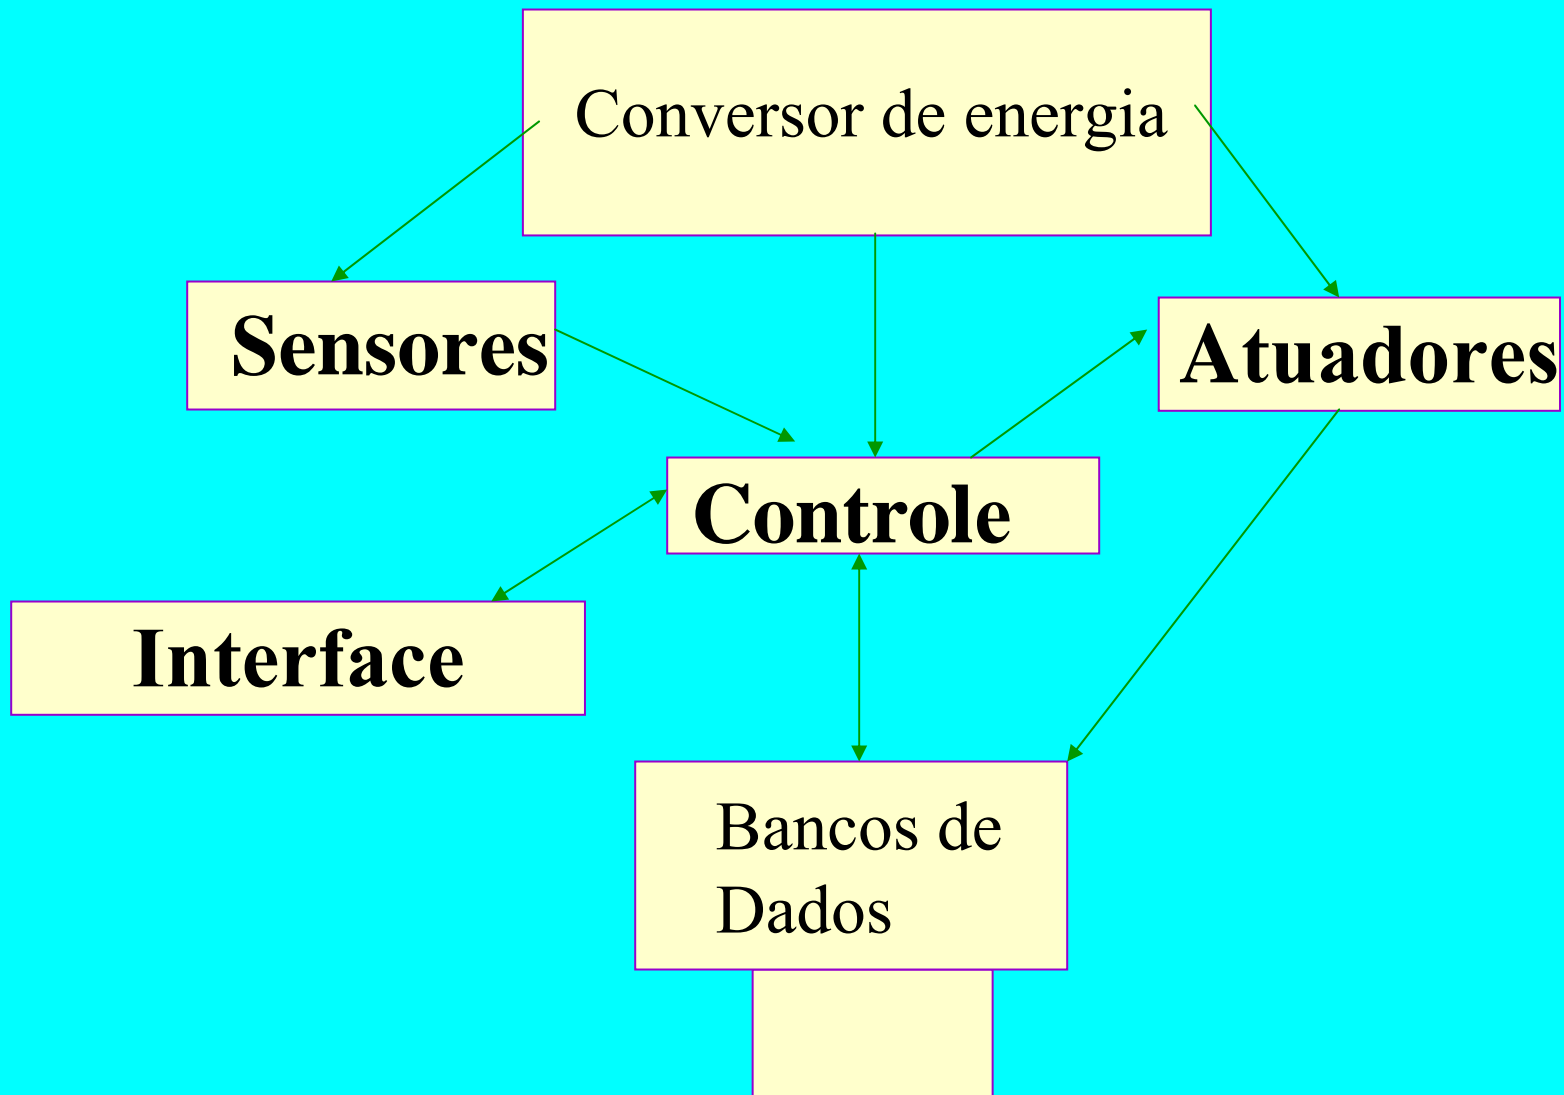 Conversor de energia
Sensores
Atuadores
Controle
Interface
Bancos de
Dados